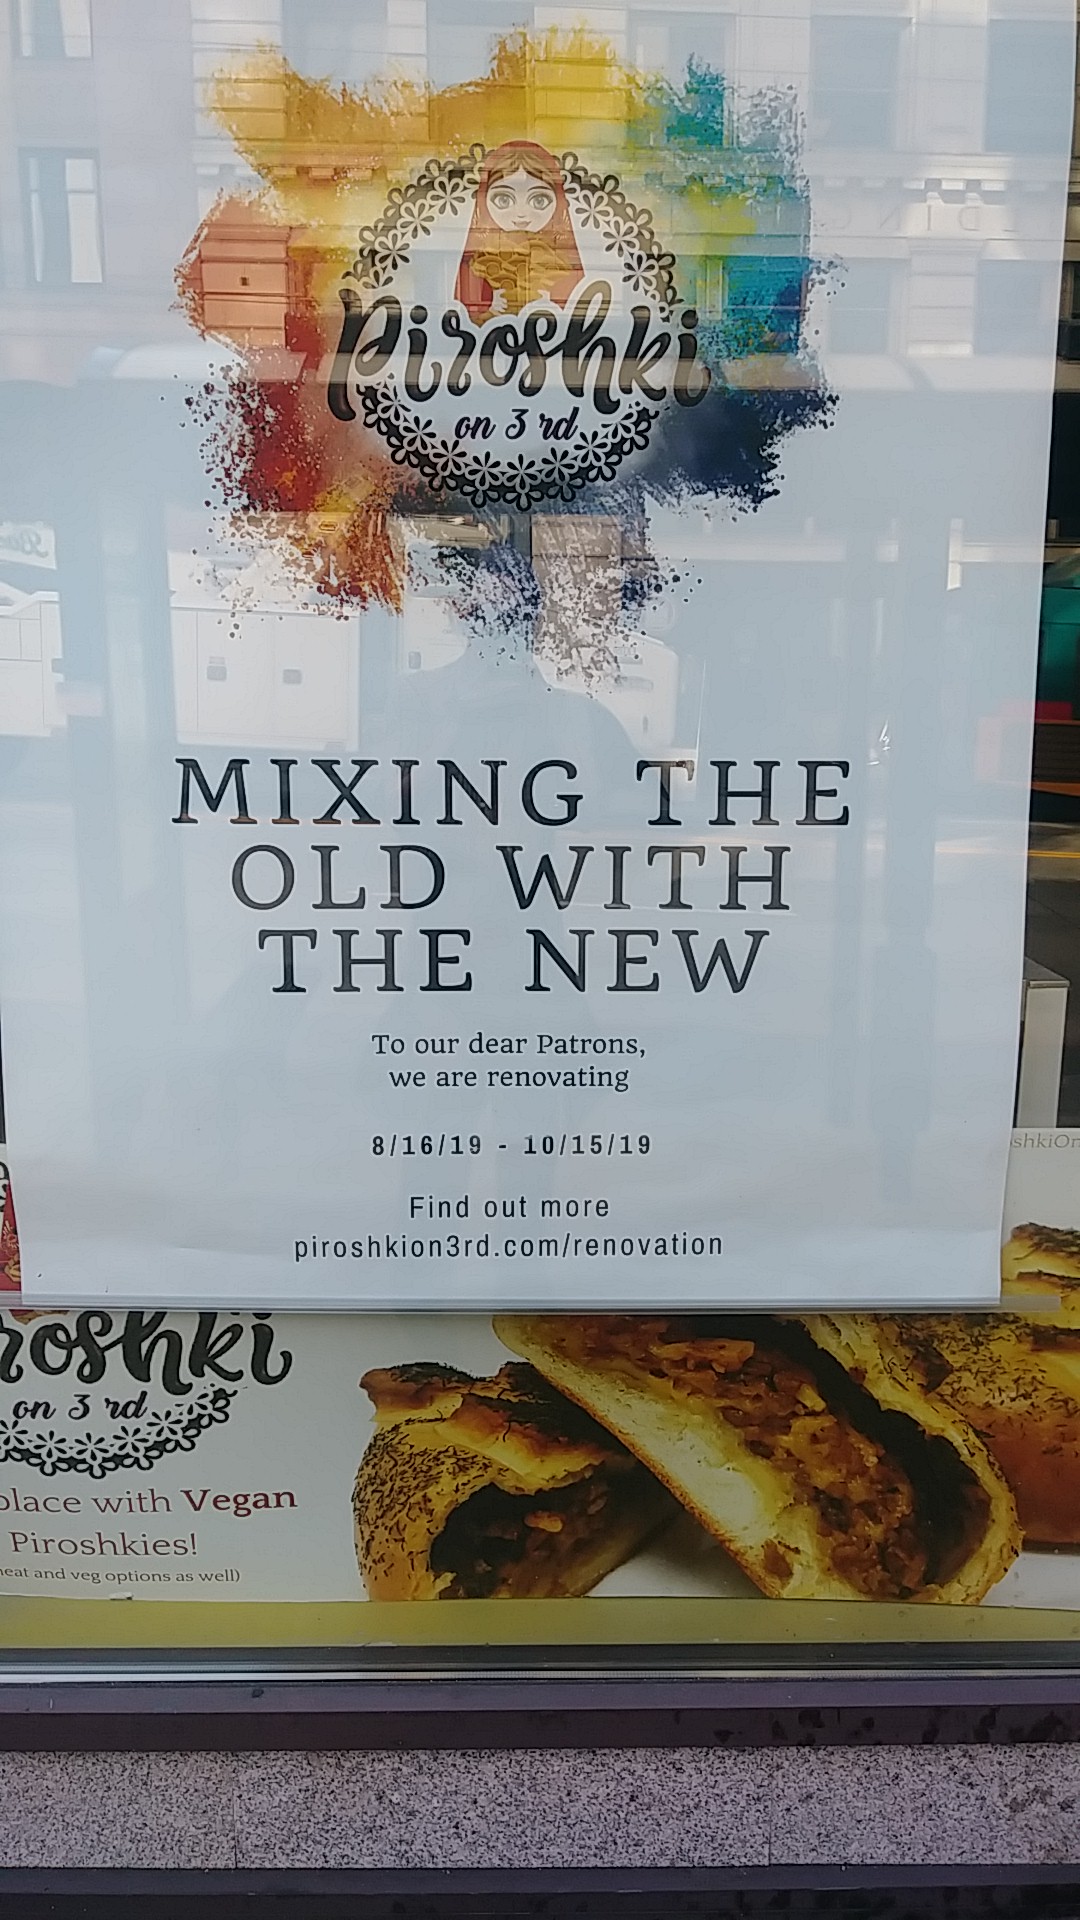 Piroshki
on 3 rd
MIXING THE
OLD WITH
THE NEW
To our dear Patrons,
we are renovating
8/16/19 - 10/15/19
Find out more
piroshkion3rd.com/renovation
shkiOn
roshki
on 3 rd
place with Vegan
Piroshkies!
eat and veg options as well)